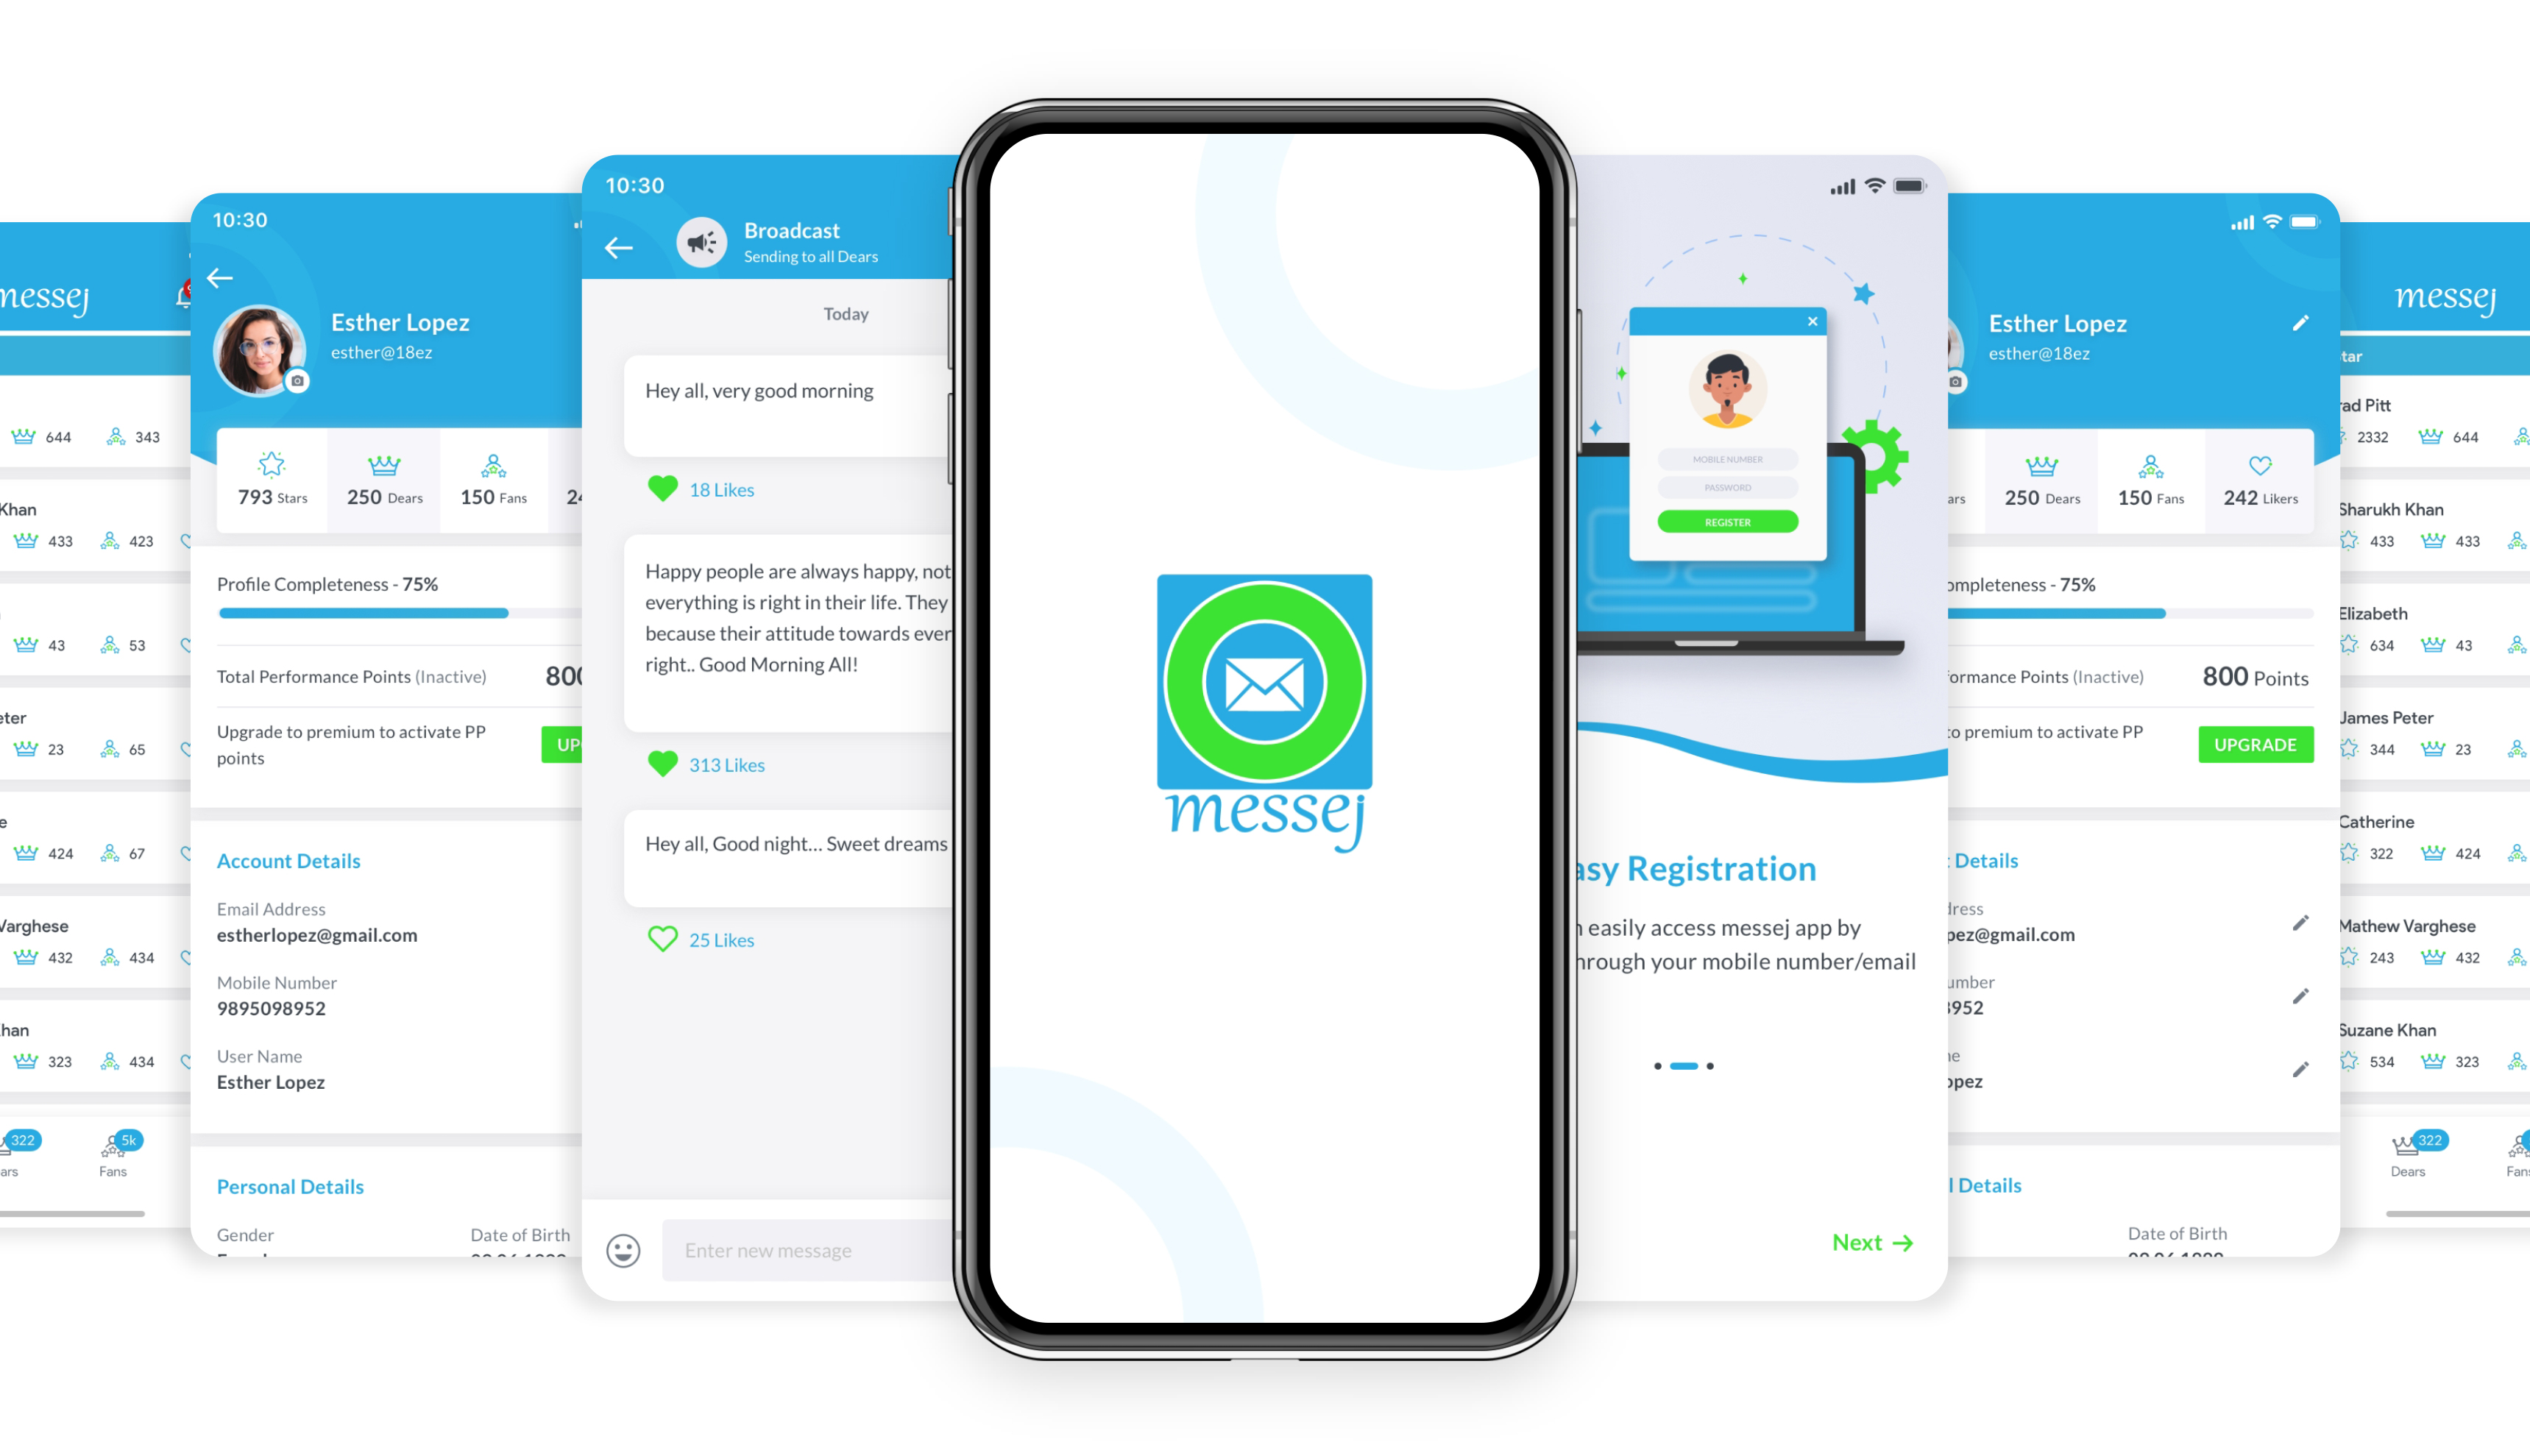 messej
644 343
Khan
433 423
43 53
eter
23 65
e
424 67
Varghese
432 434
han
323 434
322
5k
ars
Fans
10:30
Esther Lopez
esther@18ez
793 Stars
250 Dears
150 Fans
24
Profile Completeness - 75%
Total Performance Points (Inactive)
800
Upgrade to premium to activate PP
points
UP
Account Details
Email Address
estherlopez@gmail.com
Mobile Number
9895098952
User Name
Esther Lopez
Personal Details
Gender
Date of Birth
10:30
Broadcast
Sending to all Dears
Today
Hey all, very good morning
18 Likes
Happy people are always happy, not
everything is right in their life. They
because their attitude towards ever
right.. Good Morning All!
313 Likes
Hey all, Good night... Sweet dreams
25 Likes
Enter new message
messej
MOBILE NUMBER
PASSWORD
REGISTER
asy Registration
n easily access messej app by
hrough your mobile number/email
Next
Esther Lopez
esther@18ez
ars
250 Dears
150 Fans
242 Likers
ompleteness - 75%
ormance Points (Inactive)
800 Points
to premium to activate PP
UPGRADE
t Details
dress
pez@gmail.com
umber
8952
ne
opez
l Details
Date of Birth
messej
tar
rad Pitt
2332 644
Sharukh Khan
433 433
Elizabeth
634 43
James Peter
344 23
Catherine
322 424
Mathew Varghese
243 432
Suzane Khan
534 323
322
Dears
Fans